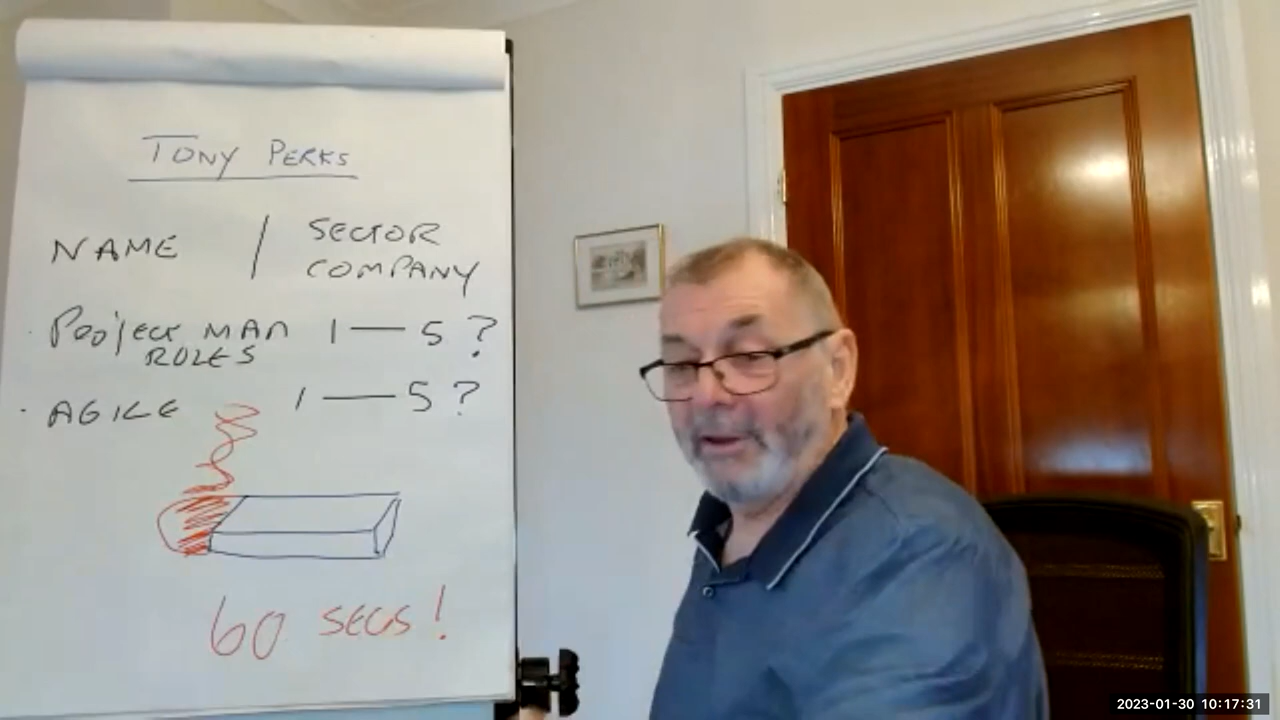 TONY PERKS
NAME / SECTOR
COMPANY
· Project MAN 1 — 5 ?
ROLES
· AGILE 1 — 5 ?
60 SECS!
2023-01-30 10:17:31